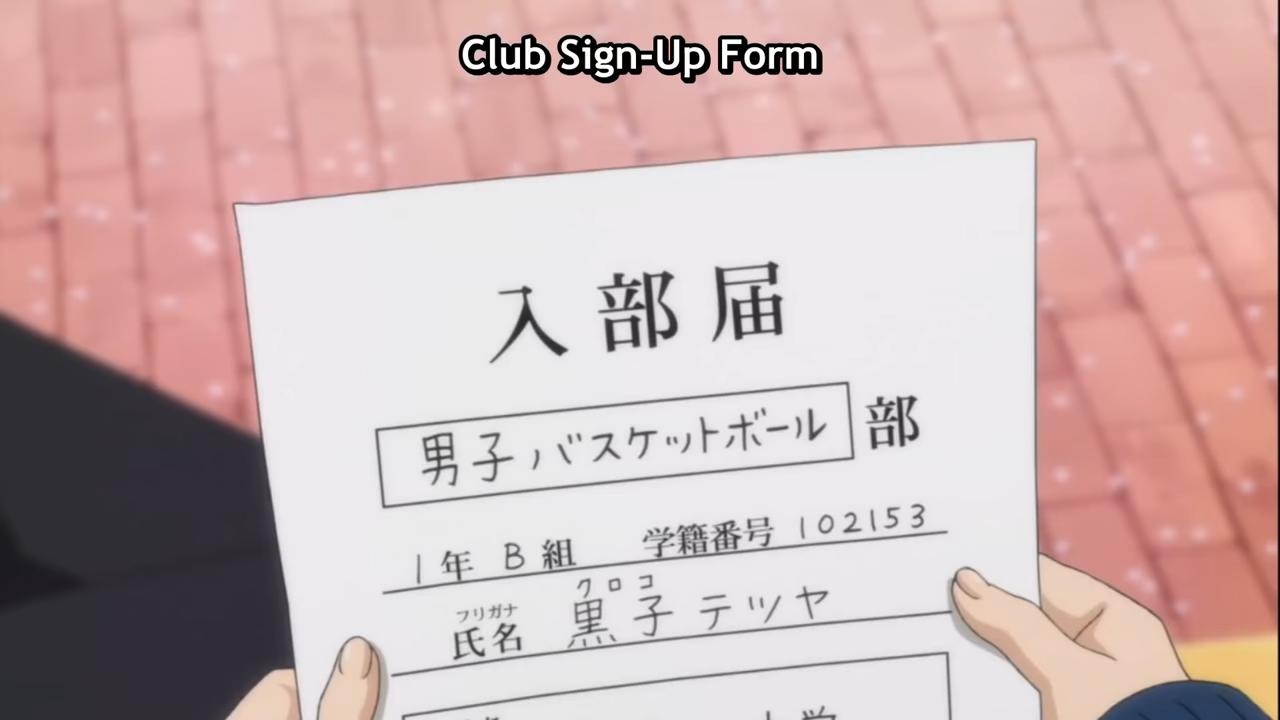 Club Sign-Up Form
入部届
男子バスケットボール 部
1年 B組 学籍番号 102153
クロコ
フリガナ
氏名 黒子テツヤ